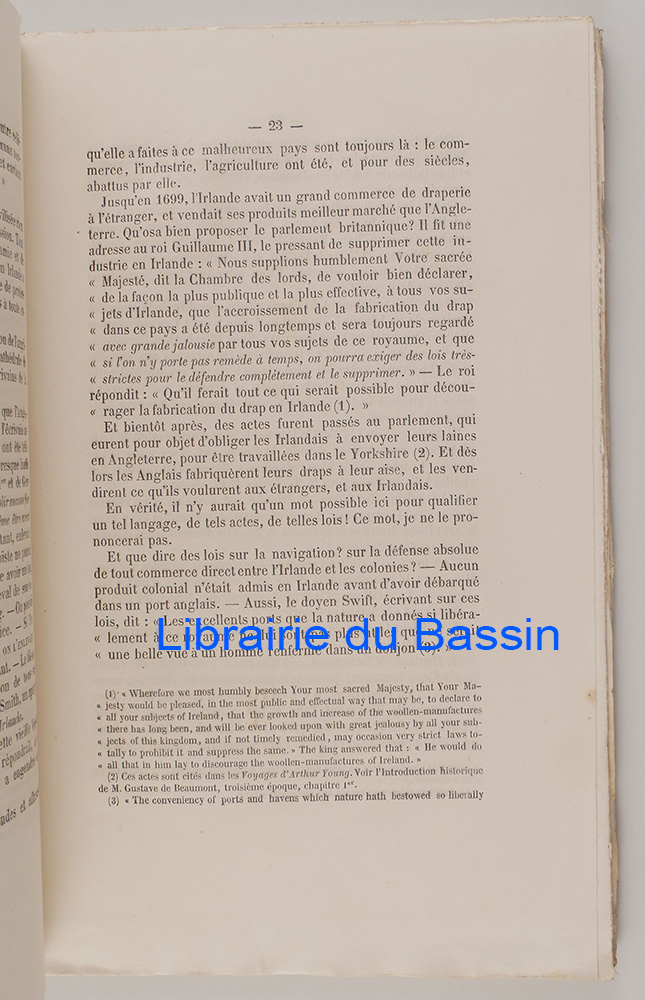 — 23 —
qu'elle a faites à ce malheureux pays sont toujours là : le com-
merce, l'industrie, l'agriculture ont été, et pour des siècles,
abattus par elle.
Jusqu'en 1699, l'Irlande avait un grand commerce de draperie
à l'étranger, et vendait ses produits meilleur marché que l'Angle-
terre. Qu'osa bien proposer le parlement britannique? Il fit une
adresse au roi Guillaume III, le pressant de supprimer cette in-
dustrie en Irlande : « Nous supplions humblement Votre sacrée
« Majesté, dit la Chambre des lords, de vouloir bien déclarer,
« de la façon la plus publique et la plus effective, à tous vos su-
« jets d'Irlande, que l'accroissement de la fabrication du drap
« dans ce pays a été depuis longtemps et sera toujours regardé
« avec grande jalousie par tous vos sujets de ce royaume, et que
« si l'on n'y porte pas remède à temps, on pourra exiger des lois très-
« strictes pour le défendre complétement et le supprimer. » — Le roi
répondit : « Qu'il ferait tout ce qui serait possible pour décou-
« rager la fabrication du drap en Irlande (1). »
Et bientôt après, des actes furent passés au parlement, qui
eurent pour objet d'obliger les Irlandais à envoyer leurs laines
en Angleterre, pour être travaillées dans le Yorkshire (2). Et dès
lors les Anglais fabriquèrent leurs draps à leur aise, et les ven-
dirent ce qu'ils voulurent aux étrangers, et aux Irlandais.
En vérité, il n'y aurait qu'un mot possible ici pour qualifier
un tel langage, de tels actes, de telles lois! Ce mot, je ne le pro-
noncerai pas.
Et que dire des lois sur la navigation? sur la défense absolue
de tout commerce direct entre l'Irlande et les colonies? — Aucun
produit colonial n'était admis en Irlande avant d'avoir débarqué
dans un port anglais. — Aussi, le doyen Swift, écrivant sur ces
lois, dit : « Les excellents ports que la nature a donnés si libéra-
« lement à ce royaume ne lui sont pas plus utiles que ne serait
« une belle vue à un homme renfermé dans un donjon (3). »
Librairie du Bassin
(1) « Wherefore we most humbly beseech Your most sacred Majesty, that Your Ma-
« jesty would be pleased, in the most public and effectual way that may be, to declare to
« all your subjects of Ireland, that the growth and increase of the woollen-manufactures
« there has long been, and will be ever looked upon with great jealousy by all your sub-
« jects of this kingdom, and if not timely remedied, may occasion very strict laws to-
« tally to prohibit it and suppress the same. » The king answered that : « He would do
« all that in him lay to discourage the woollen-manufactures of Ireland. »
(2) Ces actes sont cités dans les Voyages d'Arthur Young. Voir l'Introduction historique
de M. Gustave de Beaumont, troisième époque, chapitre Ier.
(3) « The conveniency of ports and havens which nature hath bestowed so liberally